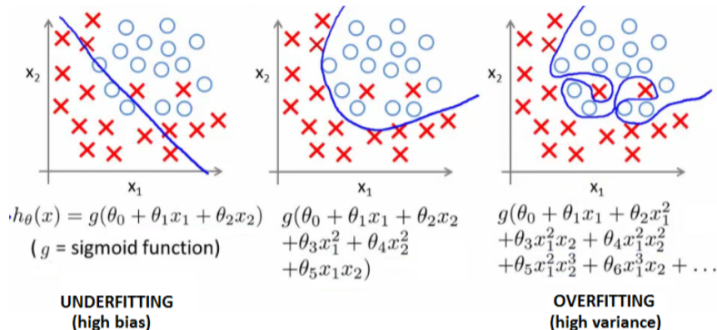 x₂
x₁
hθ(x) = g(θ₀ + θ₁x₁ + θ₂x₂)
(g = sigmoid function)
UNDERFITTING
(high bias)
x₂
x₁
g(θ₀ + θ₁x₁ + θ₂x₂
+θ₃x₁² + θ₄x₂²
+θ₅x₁x₂)
x₂
x₁
g(θ₀ + θ₁x₁ + θ₂x₁²
+θ₃x₁²x₂ + θ₄x₁²x₂²
+θ₅x₁²x₂³ + θ₆x₁³x₂ + ...
OVERFITTING
(high variance)